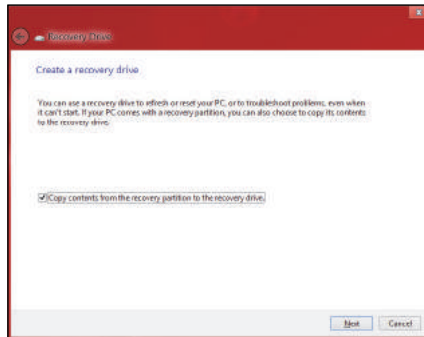 Recovery Drive
Create a recovery drive
You can use a recovery drive to refresh or reset your PC, or to troubleshoot problems, even when
it can't start. If your PC comes with a recovery partition, you can also choose to copy its contents
to the recovery drive.
Copy contents from the recovery partition to the recovery drive.
Next Cancel